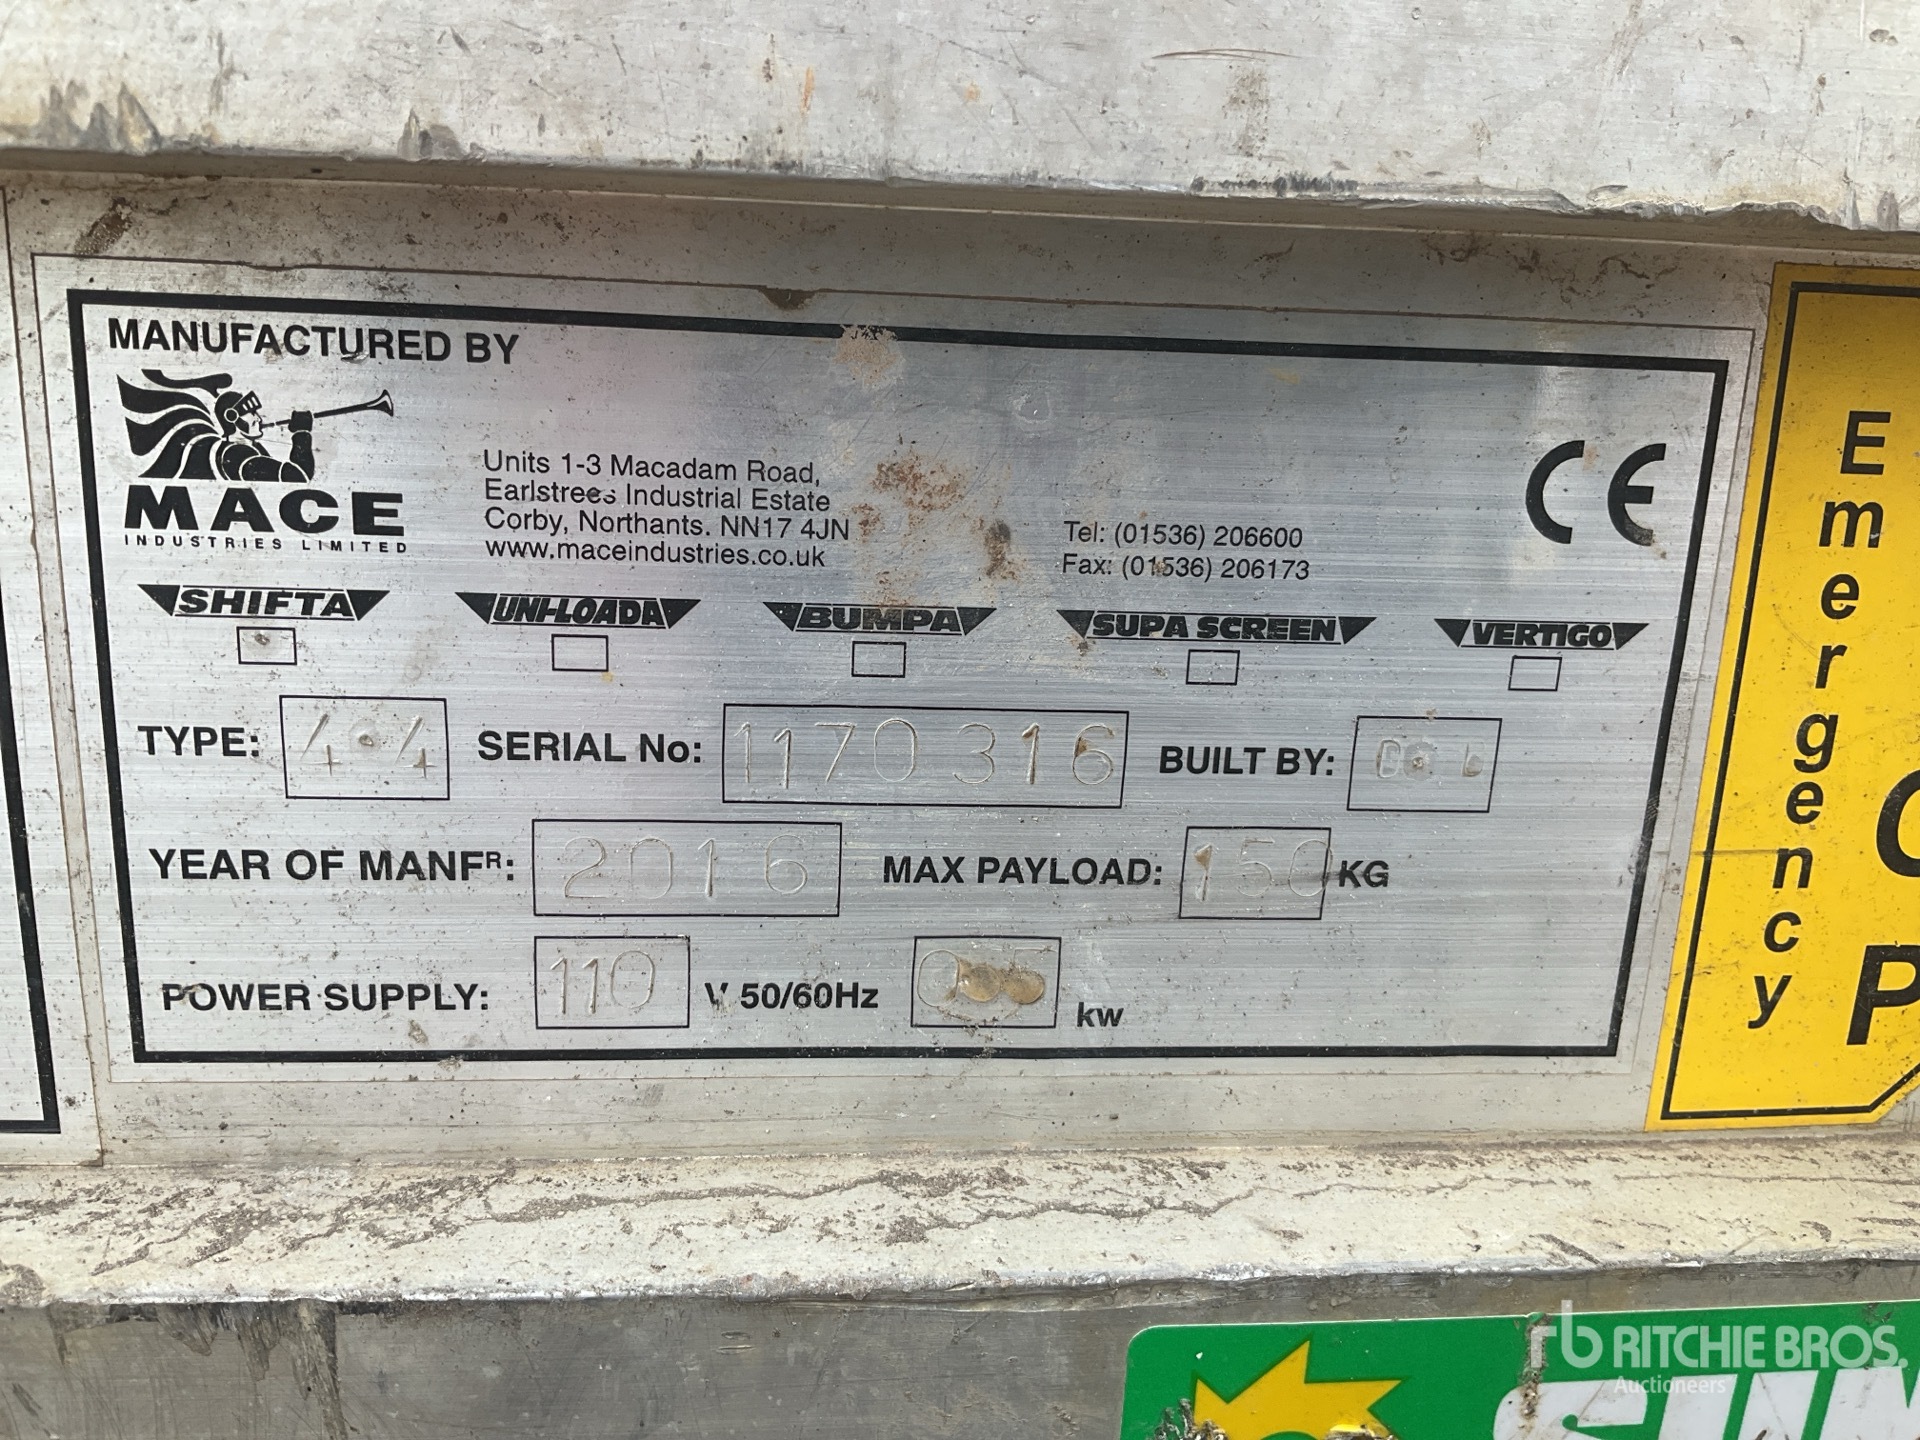 MANUFACTURED BY
MACE
INDUSTRIES LIMITED
Units 1-3 Macadam Road,
Earlstrees Industrial Estate
Corby, Northants. NN17 4JN
www.maceindustries.co.uk
Tel: (01536) 206600
Fax: (01536) 206173
CE
SHIFTA UNI-LOADA BUMPA SUPA SCREEN VERTIGO
TYPE: 4.4 SERIAL No: 1170 316 BUILT BY:
YEAR OF MANFR: 2016 MAX PAYLOAD: 150 KG
POWER SUPPLY: 110 V 50/60Hz kw
Emergency
rb RITCHIE BROS.
Auctioneers